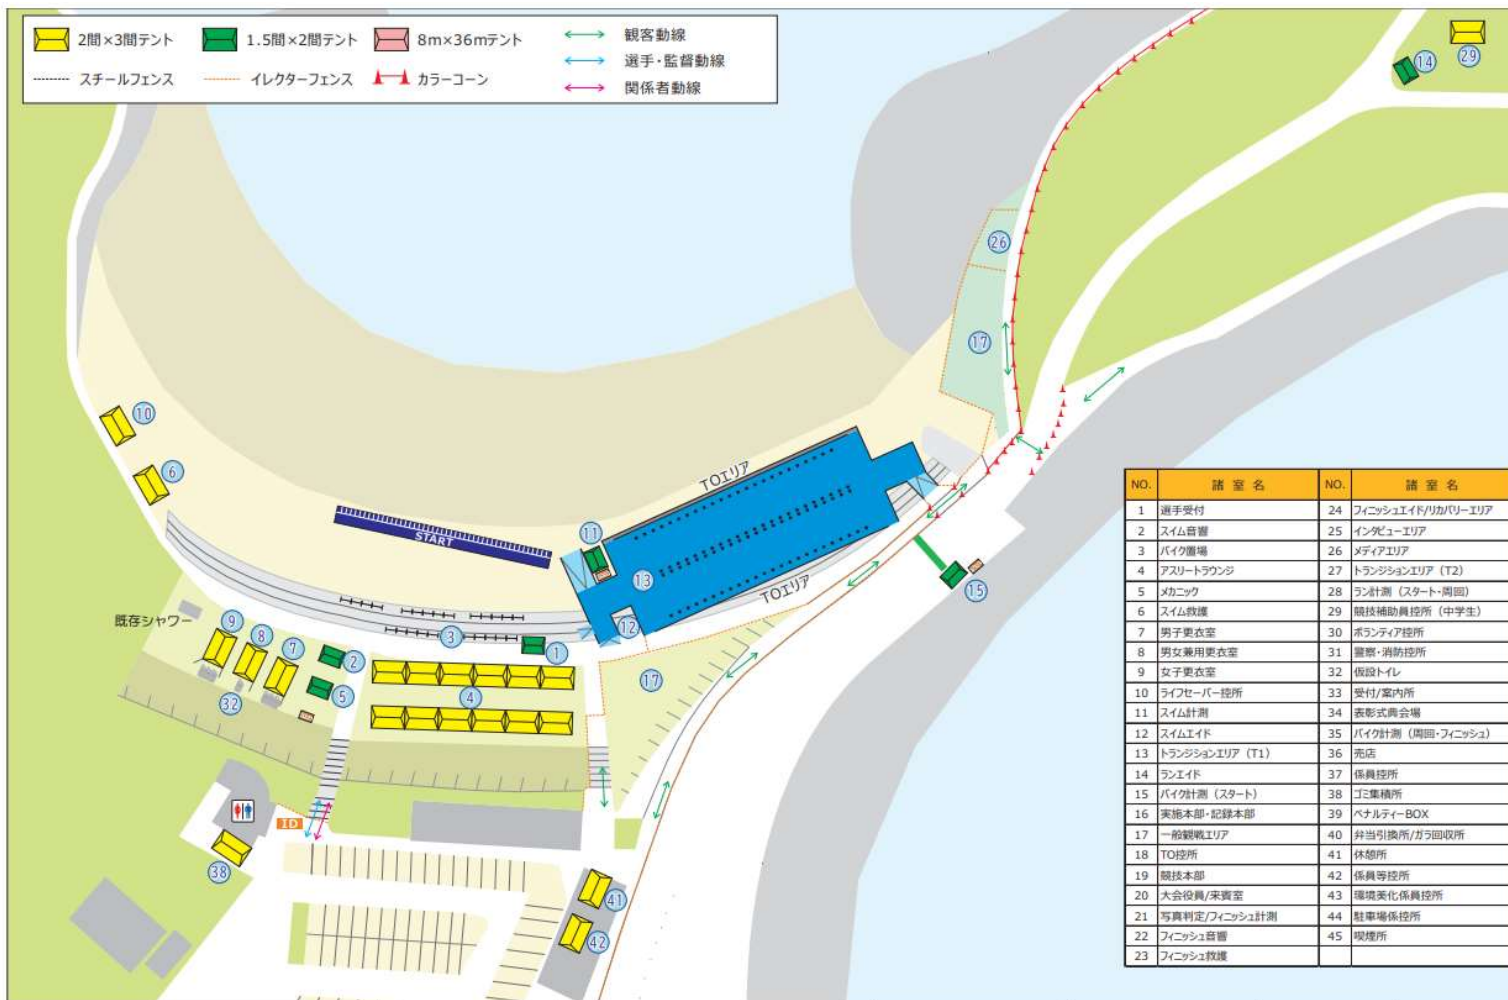 2間×3間テント 1.5間×2間テント 8m×36mテント 観客動線
選手・監督動線
スチールフェンス イレクターフェンス カラーコーン
関係者動線
14
29
26
17
10
6
TOエリア
START
11
13
TOエリア
15
12
既存シャワー
9
8
7
2
3
1
5
4
17
32
ID
38
41
42
NO. 諸室名 NO. 諸室名
1 選手受付 24 フィニッシュエイド/リカバリーエリア
2 スイム音響 25 インタビューエリア
3 バイク置場 26 メディアエリア
4 アスリートラウンジ 27 トランジションエリア（T2）
5 メカニック 28 ラン計測（スタート・周回）
6 スイム救護 29 競技補助員控所（中学生）
7 男子更衣室 30 ボランティア控所
8 男女兼用更衣室 31 警察・消防控所
9 女子更衣室 32 仮設トイレ
10 ライフセーバー控所 33 受付/案内所
11 スイム計測 34 表彰式典会場
12 スイムエイド 35 バイク計測（周回・フィニッシュ）
13 トランジションエリア（T1） 36 売店
14 ランエイド 37 係員控所
15 バイク計測（スタート） 38 ゴミ集積所
16 実施本部・記録本部 39 ペナルティーBOX
17 一般観戦エリア 40 弁当引換所/ガラ回収所
18 TO控所 41 休憩所
19 競技本部 42 係員等控所
20 大会役員/来賓室 43 環境美化係員控所
21 写真判定/フィニッシュ計測 44 駐車場係控所
22 フィニッシュ音響 45 喫煙所
23 フィニッシュ救護